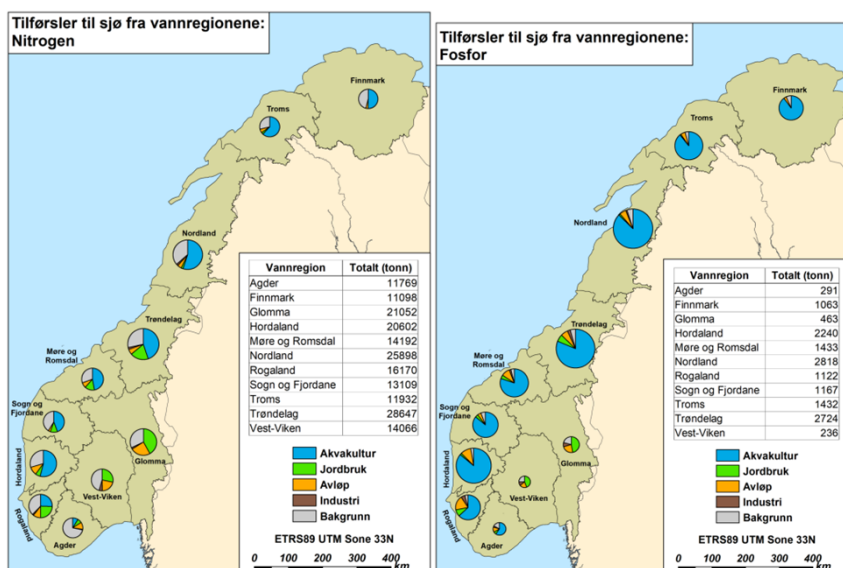 Tilførsler til sjø fra vannregionene:
Nitrogen
Finnmark
Troms
Nordland
Trøndelag
Møre og
Romsdal
Sogn og
Fjordane
Hordaland
Glomma
Vest-Viken
Rogaland
Agder
Vannregion Totalt (tonn)
Agder 11769
Finnmark 11098
Glomma 21052
Hordaland 20602
Møre og Romsdal 14192
Nordland 25898
Rogaland 16170
Sogn og Fjordane 13109
Troms 11932
Trøndelag 28647
Vest-Viken 14066
Akvakultur
Jordbruk
Avløp
Industri
Bakgrunn
ETRS89 UTM Sone 33N
0 100 200 300 400
km
Tilførsler til sjø fra vannregionene:
Fosfor
Finnmark
Troms
Nordland
Trøndelag
Møre og
Romsdal
Sogn og
Fjordane
Hordaland
Glomma
Vest-Viken
Rogaland
Agder
Vannregion Totalt (tonn)
Agder 291
Finnmark 1063
Glomma 463
Hordaland 2240
Møre og Romsdal 1433
Nordland 2818
Rogaland 1122
Sogn og Fjordane 1167
Troms 1432
Trøndelag 2724
Vest-Viken 236
Akvakultur
Jordbruk
Avløp
Industri
Bakgrunn
ETRS89 UTM Sone 33N
0 100 200 300 400
km